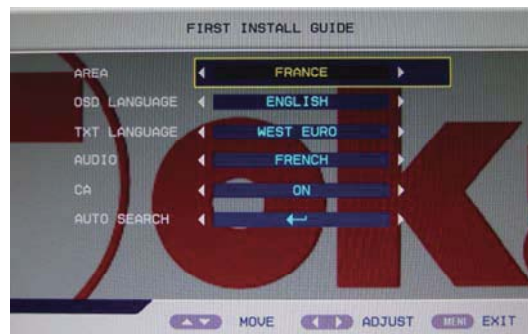 FIRST INSTALL GUIDE
AREA FRANCE
OSD LANGUAGE ENGLISH
TXT LANGUAGE WEST EURO
AUDIO FRENCH
CA ON
AUTO SEARCH
ok
MOVE ADJUST MENU EXIT